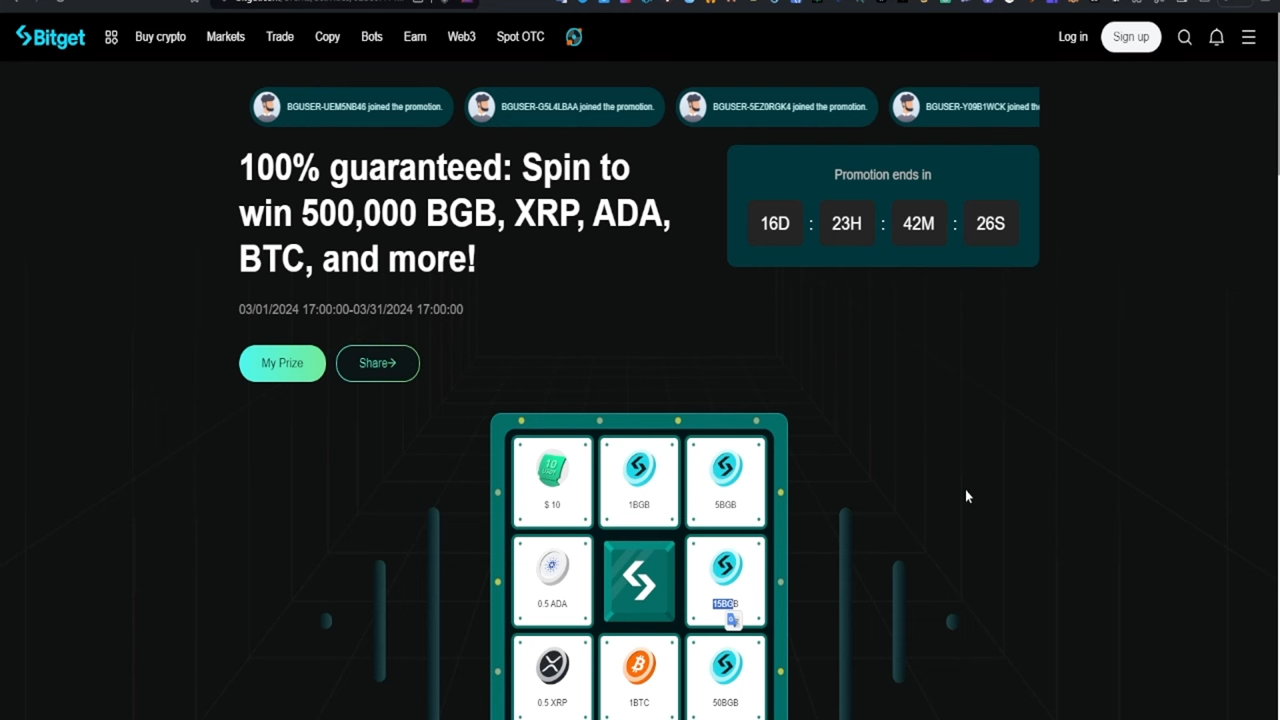 Bitget
Buy crypto
Markets
Trade
Copy
Bots
Earn
Web3
Spot OTC
Log in
Sign up
BGUSER-UEM5NB46 joined the promotion.
BGUSER-G5L4LBAA joined the promotion.
BGUSER-5EZ0RGK4 joined the promotion.
BGUSER-Y09B1WCK joined the
100% guaranteed: Spin to
win 500,000 BGB, XRP, ADA,
BTC, and more!
03/01/2024 17:00:00-03/31/2024 17:00:00
My Prize
Share→
Promotion ends in
16D : 23H : 42M : 26S
10
USDT
$ 10
1BGB
5BGB
0.5 ADA
15BGB
0.5 XRP
1BTC
50BGB